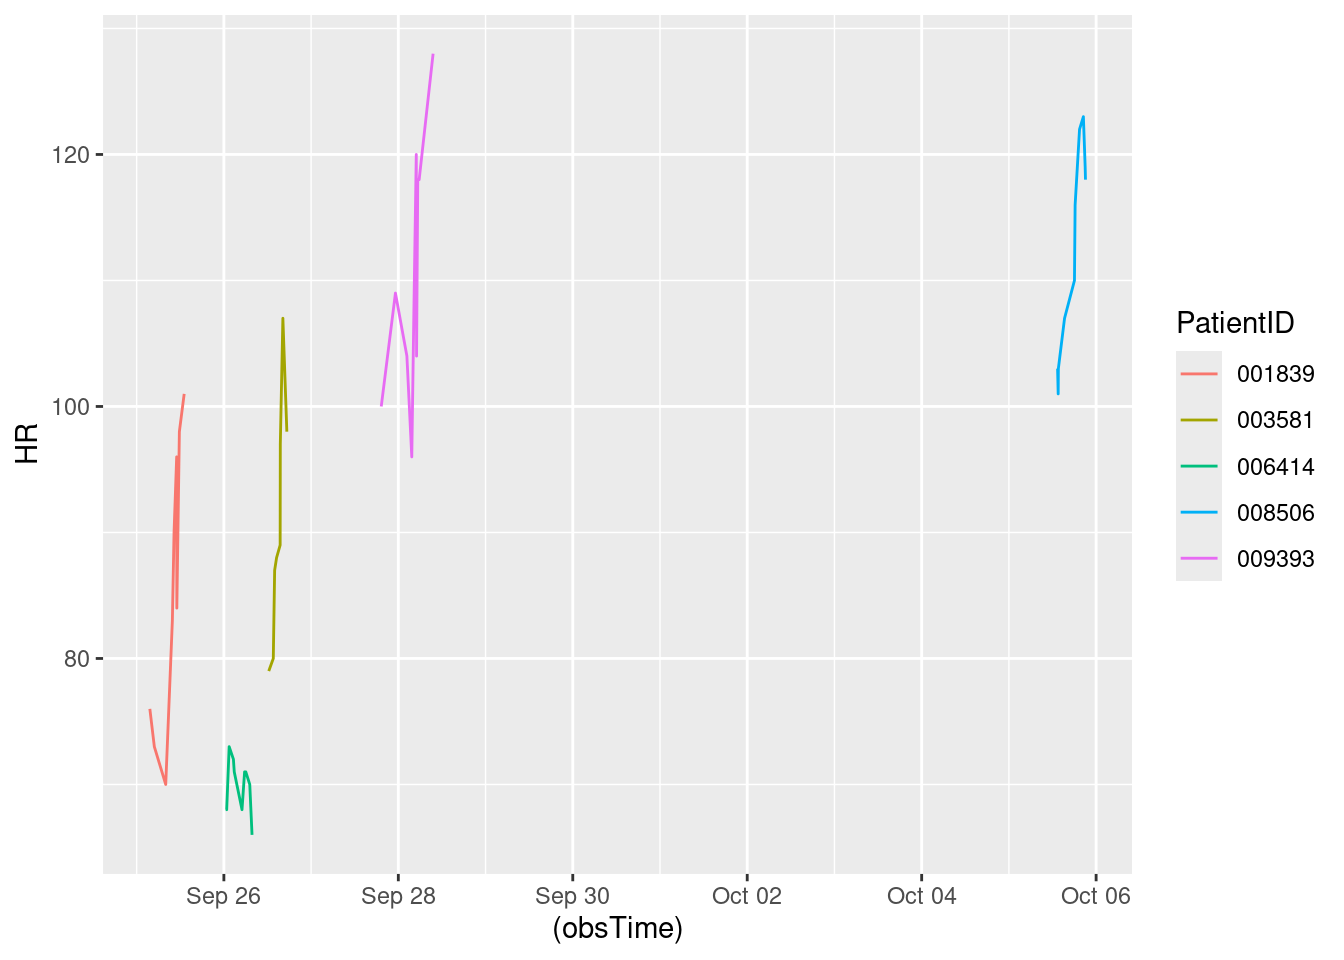 120
100
80
HR
Sep 26
Sep 28
Sep 30
Oct 02
Oct 04
Oct 06
(obsTime)
PatientID
001839
003581
006414
008506
009393